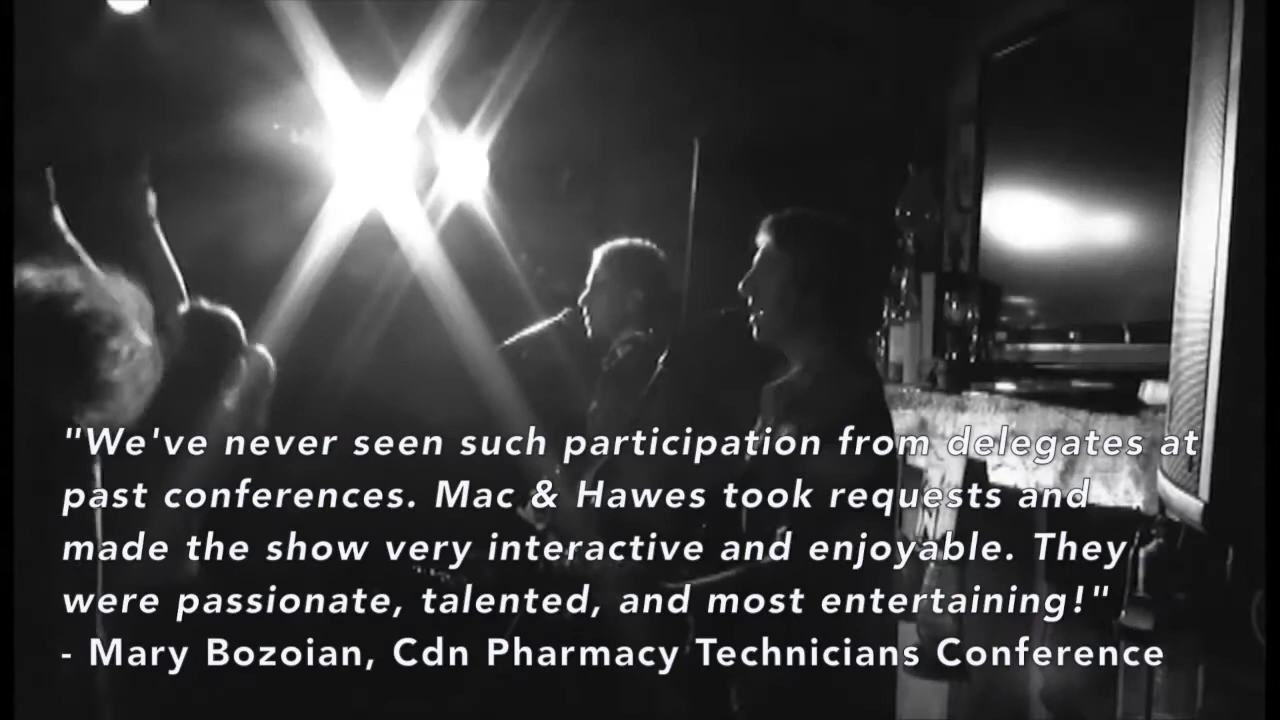 "We've never seen such participation from delegates at
past conferences. Mac & Hawes took requests and
made the show very interactive and enjoyable. They
were passionate, talented, and most entertaining!"
- Mary Bozoian, Cdn Pharmacy Technicians Conference